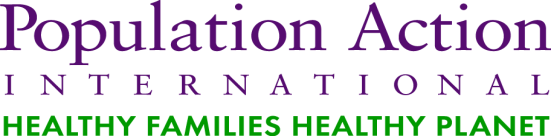 Population Action
INTERNATIONAL
HEALTHY FAMILIES HEALTHY PLANET